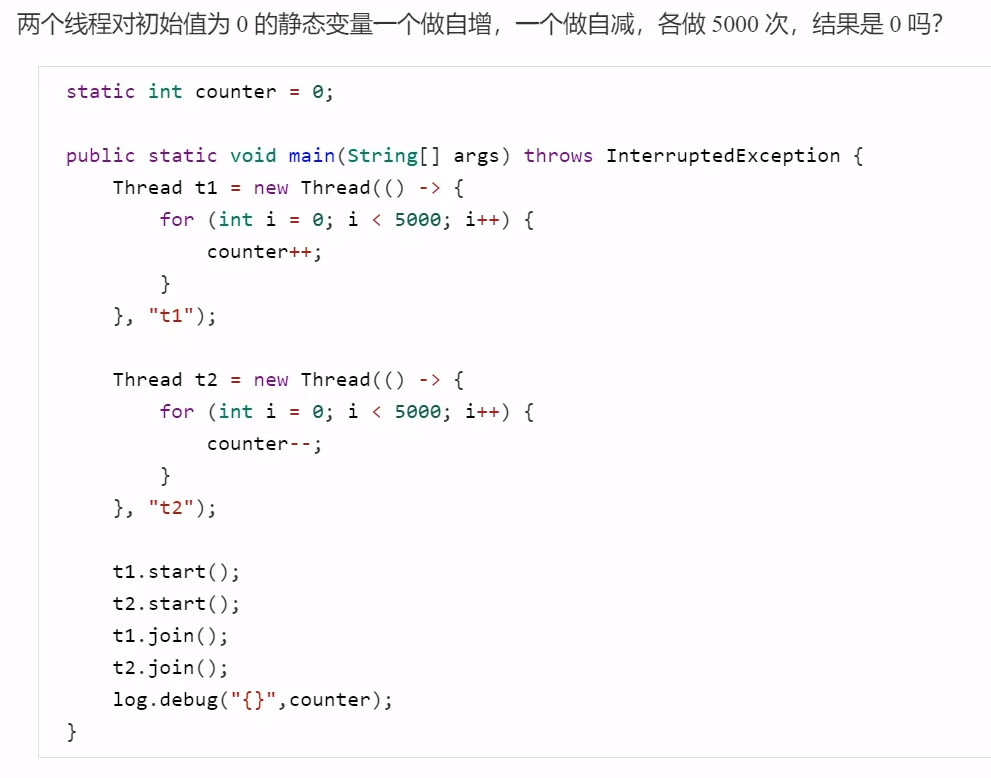 两个线程对初始值为 0 的静态变量一个做自增，一个做自减，各做 5000 次，结果是 0 吗？
static int counter = 0;
public static void main(String[] args) throws InterruptedException {
    Thread t1 = new Thread(() -> {
        for (int i = 0; i < 5000; i++) {
            counter++;
        }
    }, "t1");
    Thread t2 = new Thread(() -> {
        for (int i = 0; i < 5000; i++) {
            counter--;
        }
    }, "t2");
    t1.start();
    t2.start();
    t1.join();
    t2.join();
    log.debug("{}",counter);
}